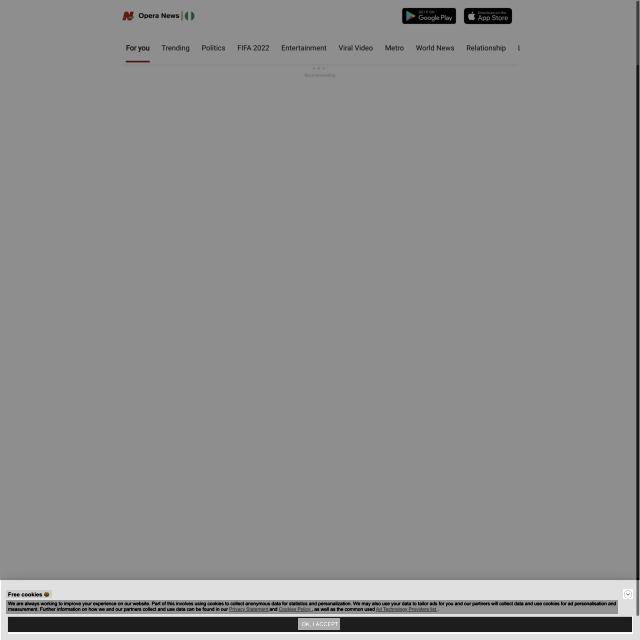 Opera News
GET IT ON
Google Play
Download on the
App Store
For you
Trending
Politics
FIFA 2022
Entertainment
Viral Video
Metro
World News
Relationship
Free cookies
We are always working to improve your experience on our website. Part of this involves using cookies to collect anonymous data for statistics and personalization. We may also use your data to tailor ads for you and our partners will collect data and use cookies for ad personalisation and
measurement. Further information on how we and our partners collect and use data can be found in our Privacy Statement and Cookies Policy, as well as the common used Ad Technology Providers list.
OK, I ACCEPT